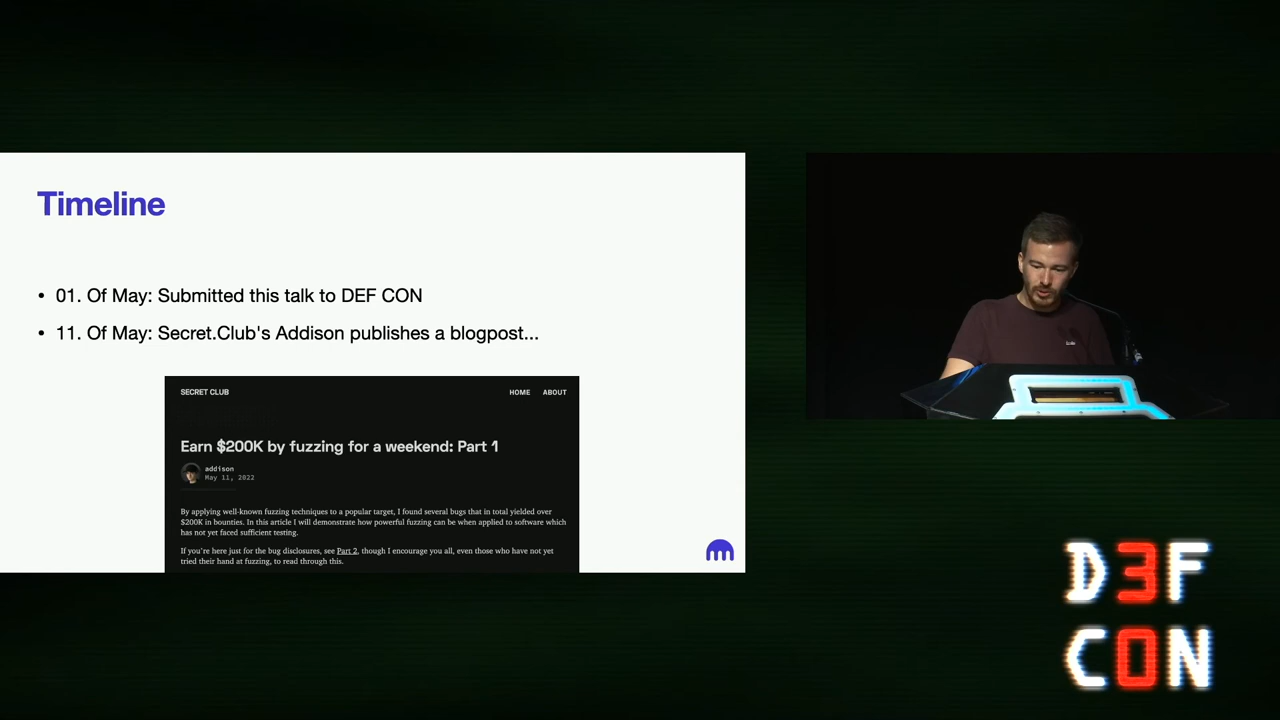 Timeline
• 01. Of May: Submitted this talk to DEF CON
• 11. Of May: Secret.Club's Addison publishes a blogpost...
SECRET CLUB
HOME ABOUT
Earn $200K by fuzzing for a weekend: Part 1
addison
May 11, 2022
By applying well-known fuzzing techniques to a popular target, I found several bugs that in total yielded over
$200K in bounties. In this article I will demonstrate how powerful fuzzing can be when applied to software which
has not yet faced sufficient testing.
If you're here just for the bug disclosures, see Part 2, though I encourage you all, even those who have not yet
tried their hand at fuzzing, to read through this.
D3F
C0N